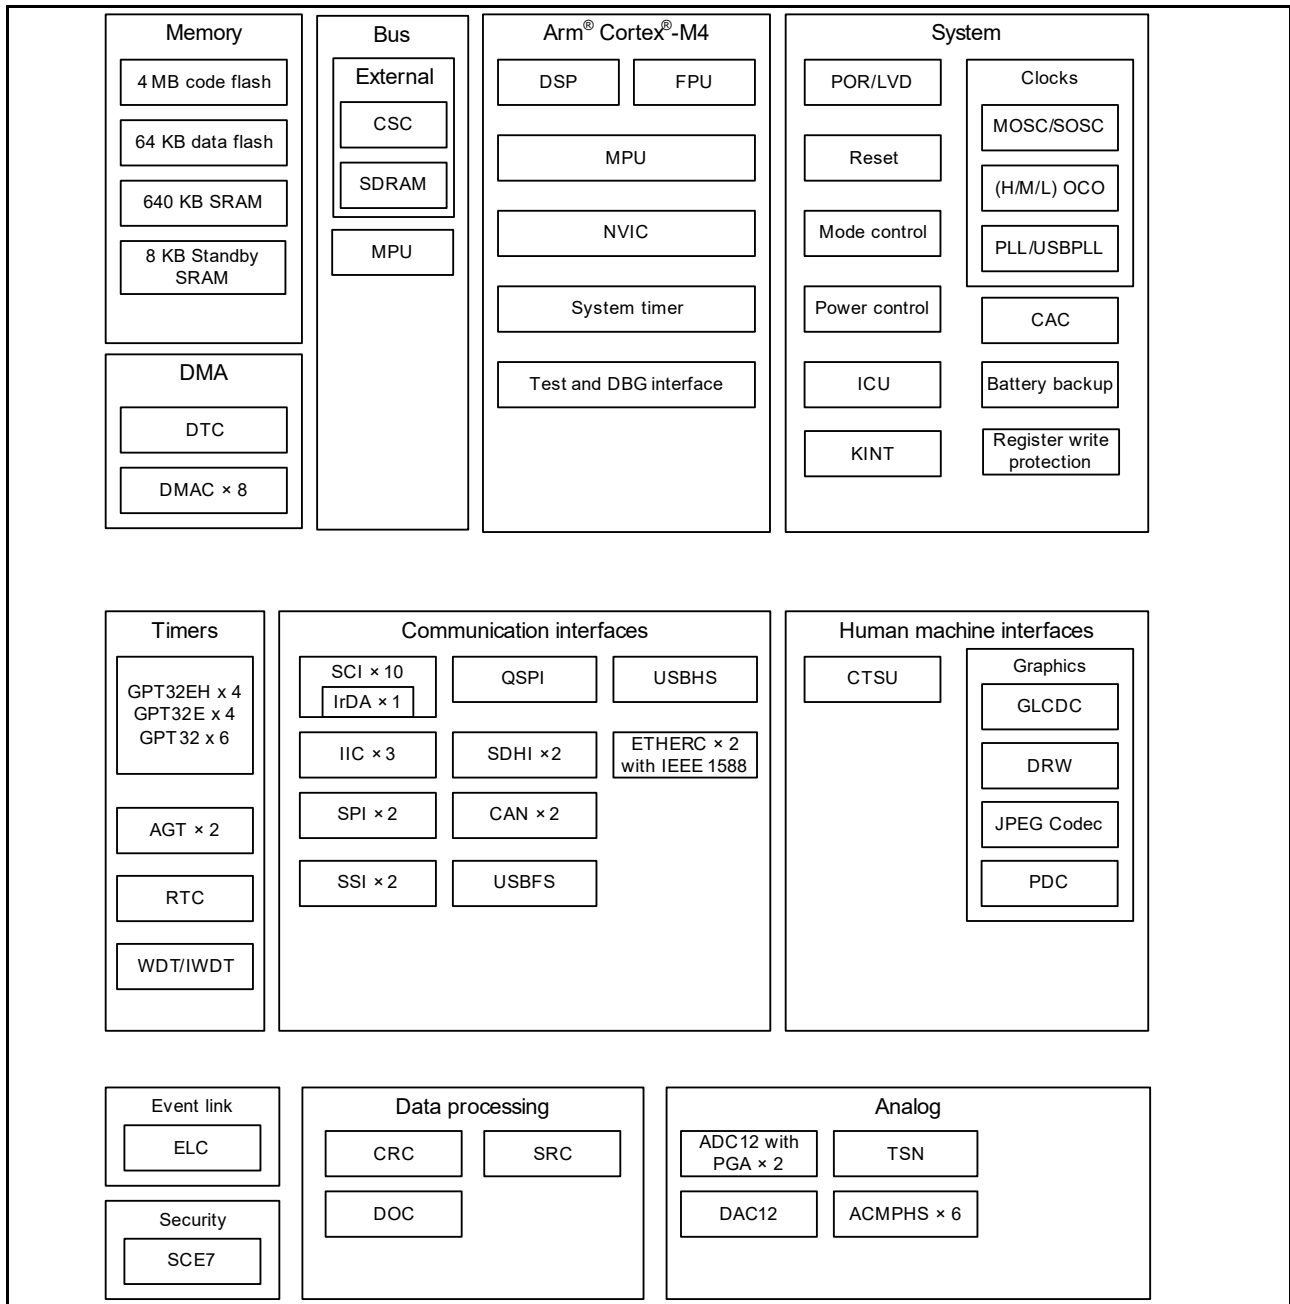 Memory
4 MB code flash
64 KB data flash
640 KB SRAM
8 KB Standby
SRAM
DMA
DTC
DMAC × 8
Bus
External
CSC
SDRAM
MPU
Arm® Cortex®-M4
DSP
FPU
MPU
NVIC
System timer
Test and DBG interface
System
POR/LVD
Reset
Mode control
Power control
ICU
KINT
Clocks
MOSC/SOSC
(H/M/L) OCO
PLL/USBPLL
CAC
Battery backup
Register write
protection
Timers
GPT32EH x 4
GPT32E x 4
GPT32 x 6
AGT × 2
RTC
WDT/IWDT
Communication interfaces
SCI × 10
IrDA × 1
IIC × 3
SPI × 2
SSI × 2
QSPI
SDHI × 2
CAN × 2
USBFS
USBHS
ETHERC × 2
with IEEE 1588
Human machine interfaces
CTSU
Graphics
GLCDC
DRW
JPEG Codec
PDC
Event link
ELC
Security
SCE7
Data processing
CRC
DOC
SRC
Analog
ADC12 with
PGA × 2
DAC12
TSN
ACMPHS × 6